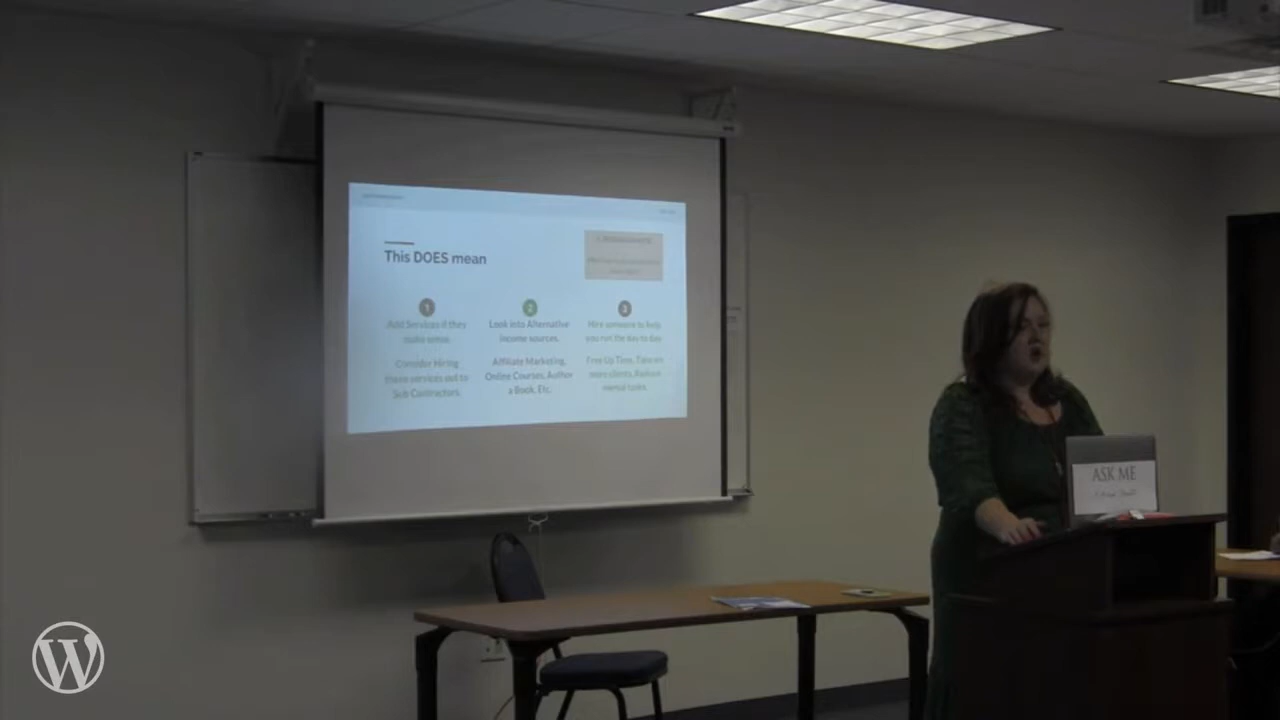 This DOES mean
1
Add Services if they
make sense.
Consider Hiring
these services out to
Sub Contractors.
2
Look into Alternative
income sources.
Affiliate Marketing,
Online Courses, Author
a Book, Etc.
3
Hire someone to help
you run the day to day
Free Up Time, Take on
more clients, Reduce
menial tasks.
ASK ME